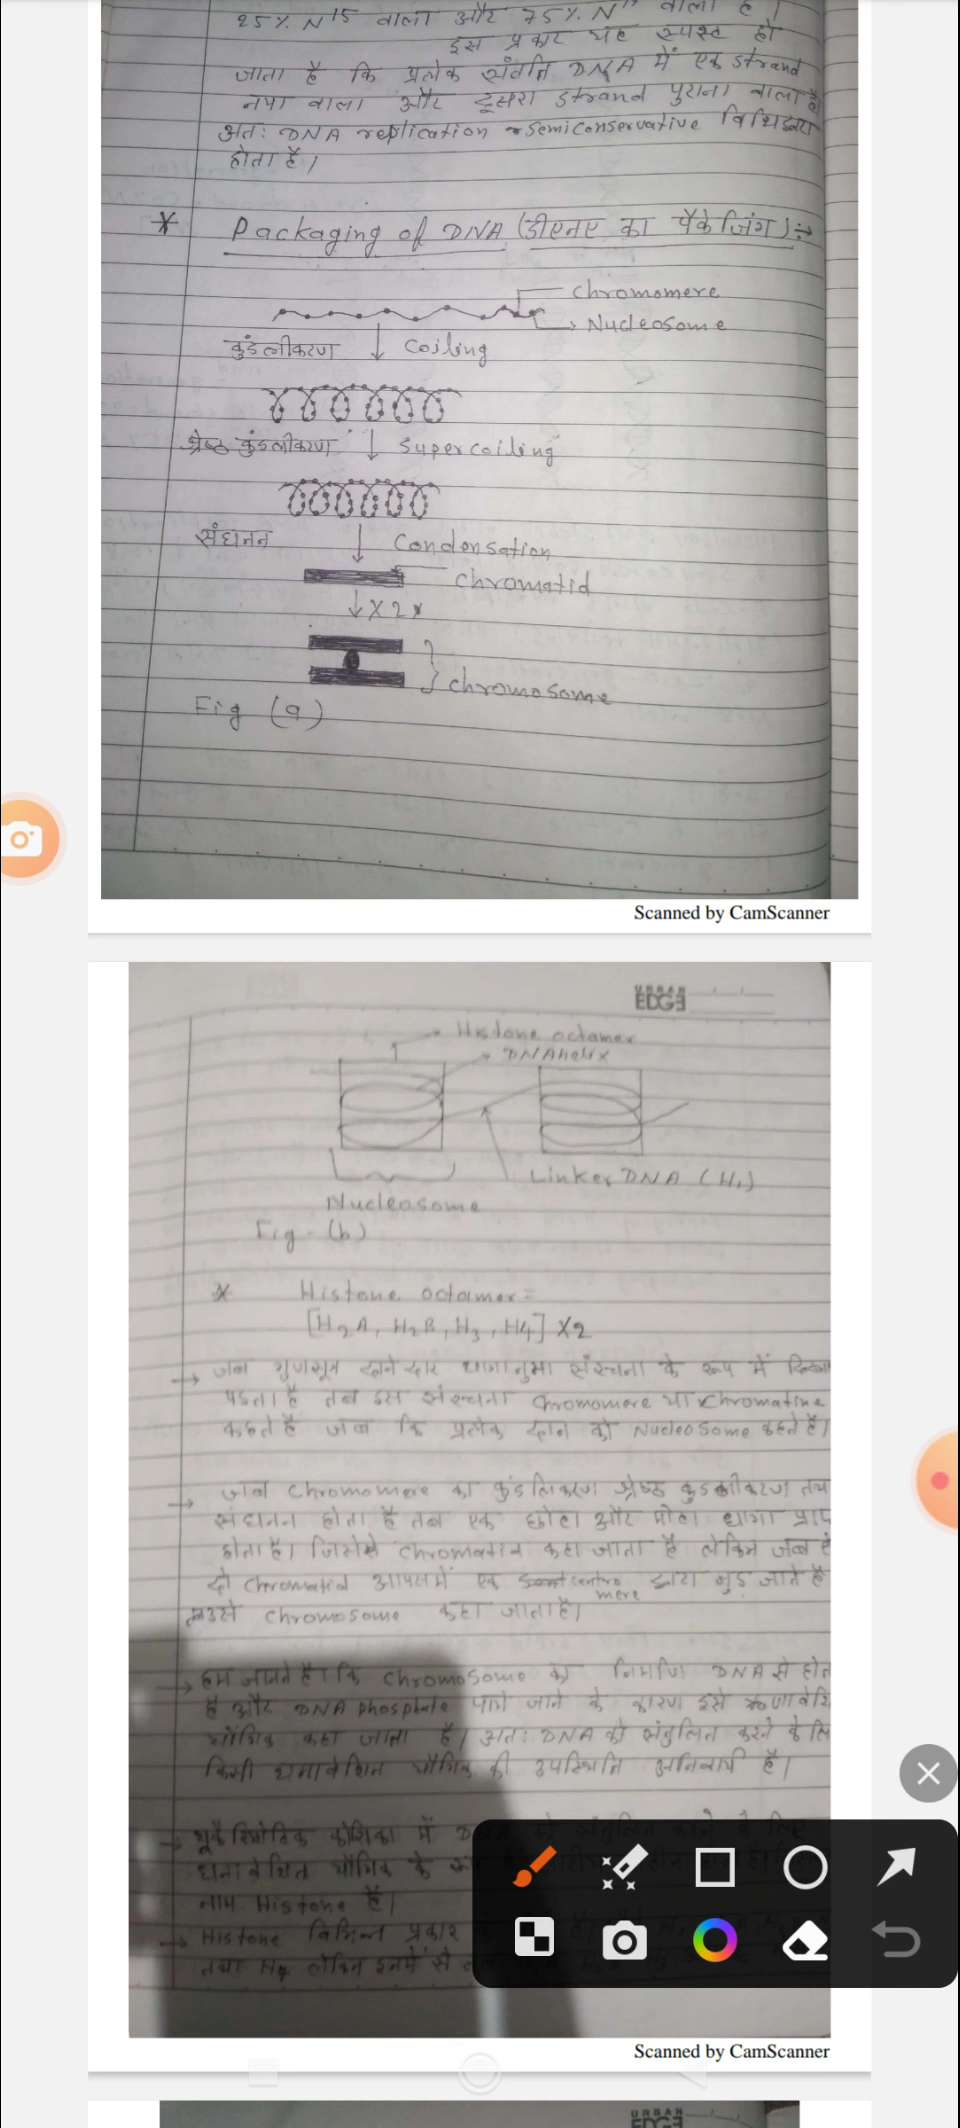 25% N15 वाला और 75% N वाला है
इस प्रकार यह स्पष्ट हो
जाता है कि प्रत्येक संतति DNA में एक strand
नया वाला और दूसरा strand पुराना वाला है
अतः DNA replication semiconservative विधि द्वारा
होता है।
* Packaging of DNA (डीएनए का पैकेजिंग) :→
Chromomere
Nucleosome
कुंडलीकरण ↓ Coiling
श्रेष्ठ कुंडलीकरण ↓ Supercoiling
संघनन ↓ Condensation
Chromatid
↓ X 2
Chromosome
Fig (a)
Scanned by CamScanner
URBAN
EDGE
Histone octamer
DNA helix
Linker DNA (H1)
Nucleosome
Fig - (b)
* Histone octamer =
[H2A, H2B, H3, H4] X2
→ जब गुणसूत्र दाने दार धागानुमा संरचना के रूप में
पड़ता है तब इस संरचना Chromomere या Chromatine
कहते है जब कि प्रत्येक दाने को Nucleosome कहते है।
→ जब Chromomere का कुंडलिकरण श्रेष्ठ कुडलीकरण तथा
संघनन होता है तब एक छोटा और मोटा धागा
होता है। जिसे Chromatid कहा जाता है लेकिन जब
दो Chromatid आपस में एक centromere द्वारा जुड़ जाते है
उसे Chromosome कहा जाता है।
→ हम जानते है। कि Chromosome का निर्माण DNA से
है और DNA phosphate पाये जाने के कारण इसे
यौगिक कहा जाता है। अतः DNA को संतुलित करने के
किसी धनावेशित यौगिक की उपस्थिति अनिवार्य है।
→ यूकैरियोटिक कोशिका में
धनावेशित यौगिक के
नाम Histone है।
→ Histone विभिन्न प्रकार
तथा H4 लेकिन इनमें से
Scanned by CamScanner
URBAN
EDGE